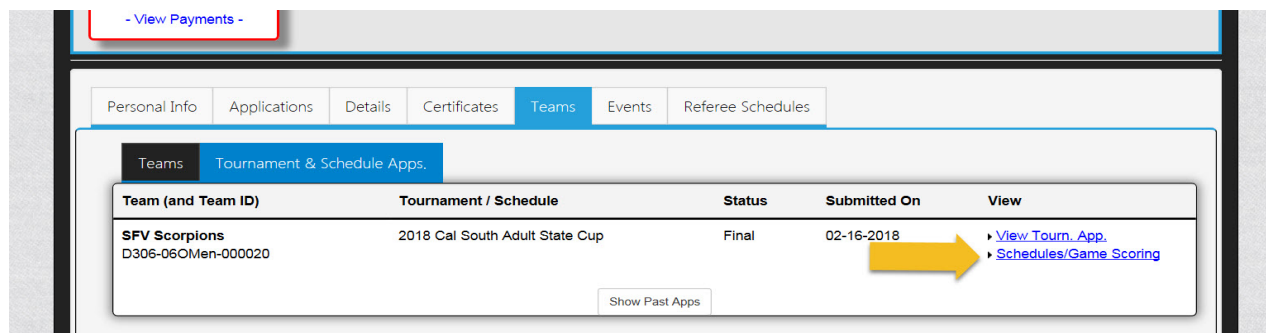 - View Payments -
Personal Info Applications Details Certificates Teams Events Referee Schedules
Teams Tournament & Schedule Apps.
Team (and Team ID) Tournament / Schedule Status Submitted On View
SFV Scorpions 2018 Cal South Adult State Cup Final 02-16-2018 View Tourn. App.
D306-06OMen-000020 Schedules/Game Scoring
Show Past Apps